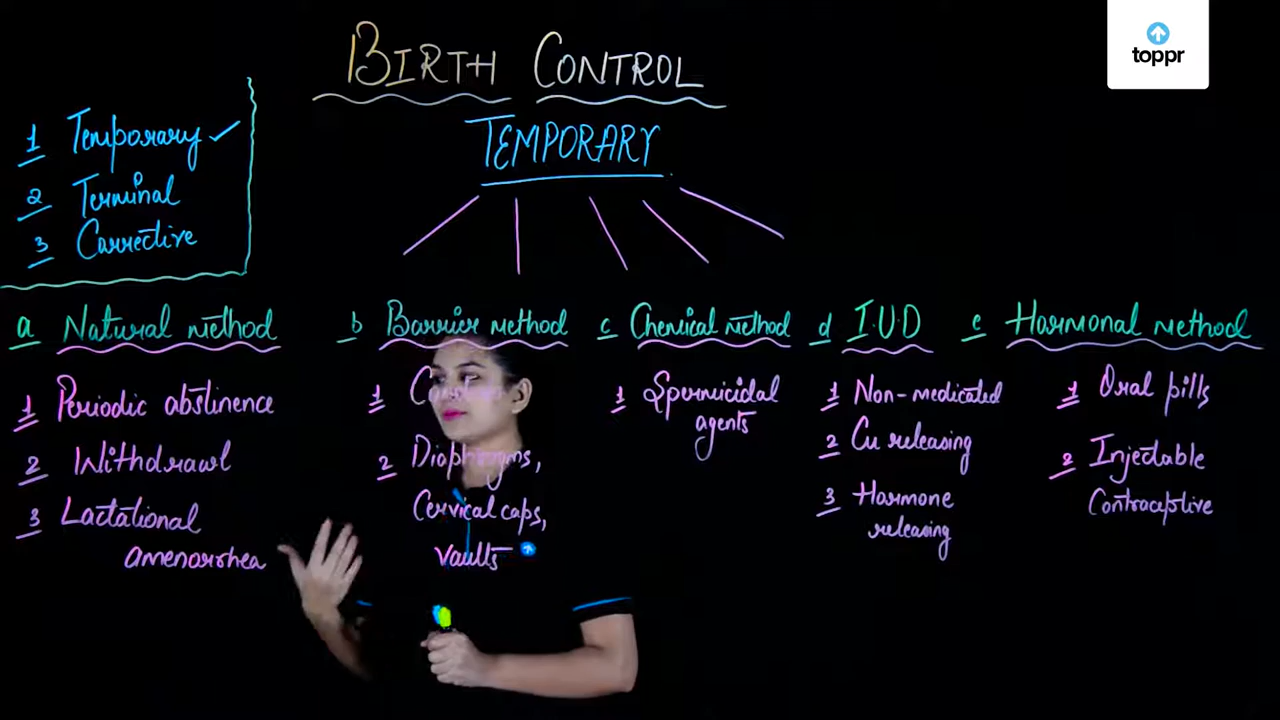 toppr
BIRTH CONTROL
TEMPORARY
1 Temporary ✓
2 Terminal
3 Corrective
a Natural method
1 Periodic abstinence
2 Withdrawl
3 Lactational
amenorrhea
b Barrier method
1
2 Diaphragms,
Cervical caps,
vaults
c Chemical method
1 Spermicidal
agents
d I.U.D
1 Non-medicated
2 Cu releasing
3 Hormone
releasing
e Hormonal method
1 Oral pills
2 Injectable
Contraceptive